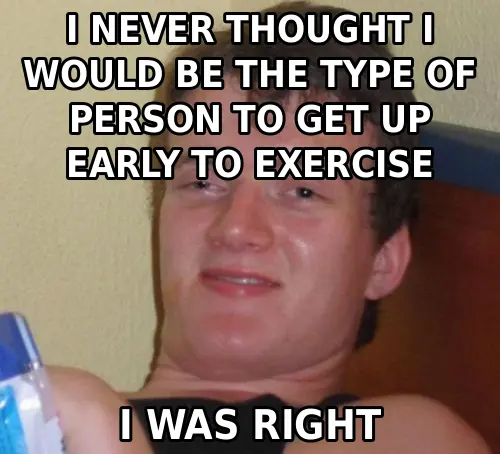 I NEVER THOUGHT I
WOULD BE THE TYPE OF
PERSON TO GET UP
EARLY TO EXERCISE
I WAS RIGHT